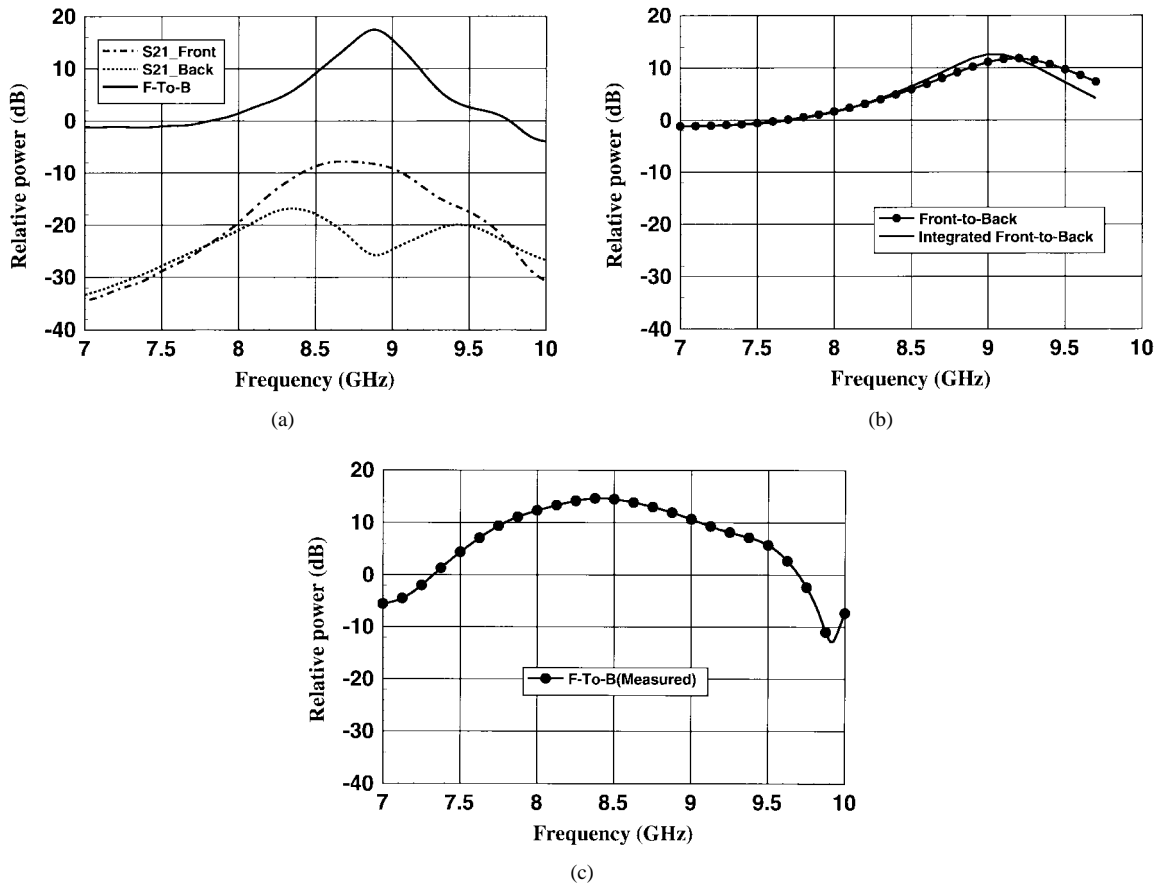 20
10
0
-10
-20
-30
-40
Relative power (dB)
S21_Front
S21_Back
F-To-B
7
7.5
8
8.5
9
9.5
10
Frequency (GHz)
(a)
20
10
0
-10
-20
-30
-40
Relative power (dB)
Front-to-Back
Integrated Front-to-Back
7
7.5
8
8.5
9
9.5
10
Frequency (GHz)
(b)
20
10
0
-10
-20
-30
-40
Relative power (dB)
F-To-B(Measured)
7
7.5
8
8.5
9
9.5
10
Frequency (GHz)
(c)